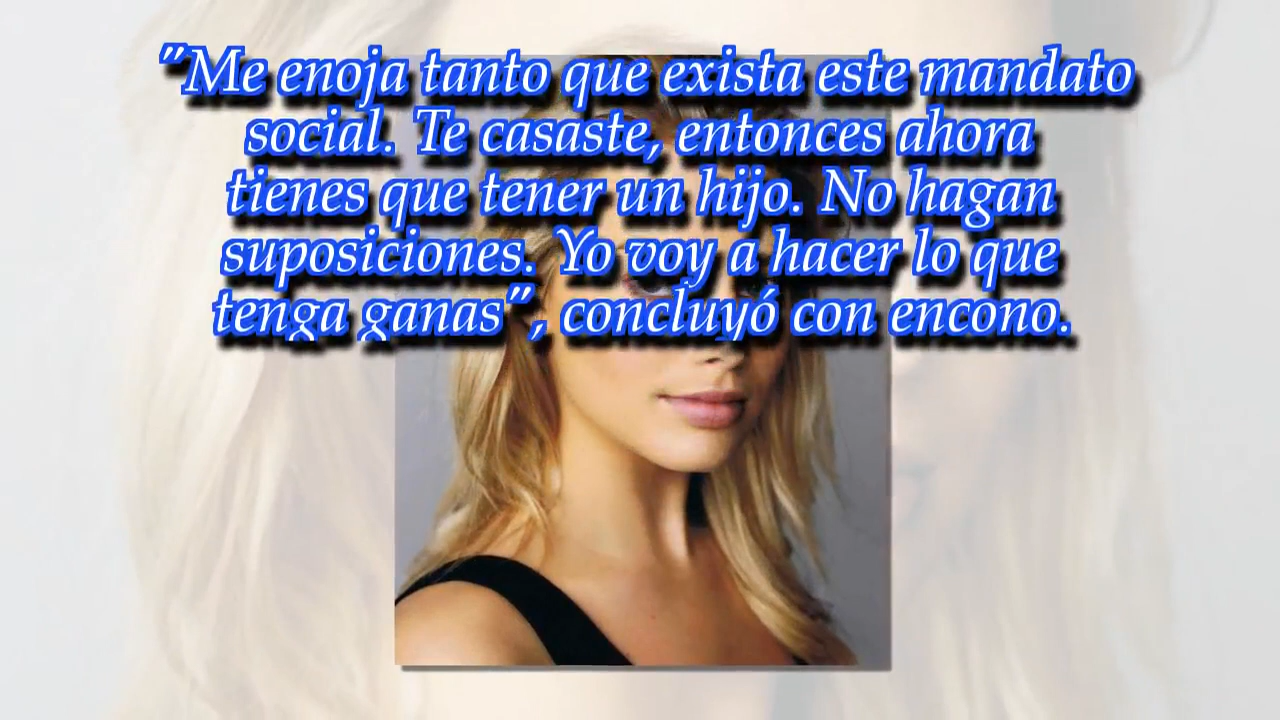 "Me enoja tanto que exista este mandato
social. Te casaste, entonces ahora
tienes que tener un hijo. No hagan
suposiciones. Yo voy a hacer lo que
tenga ganas", concluyó con encono.